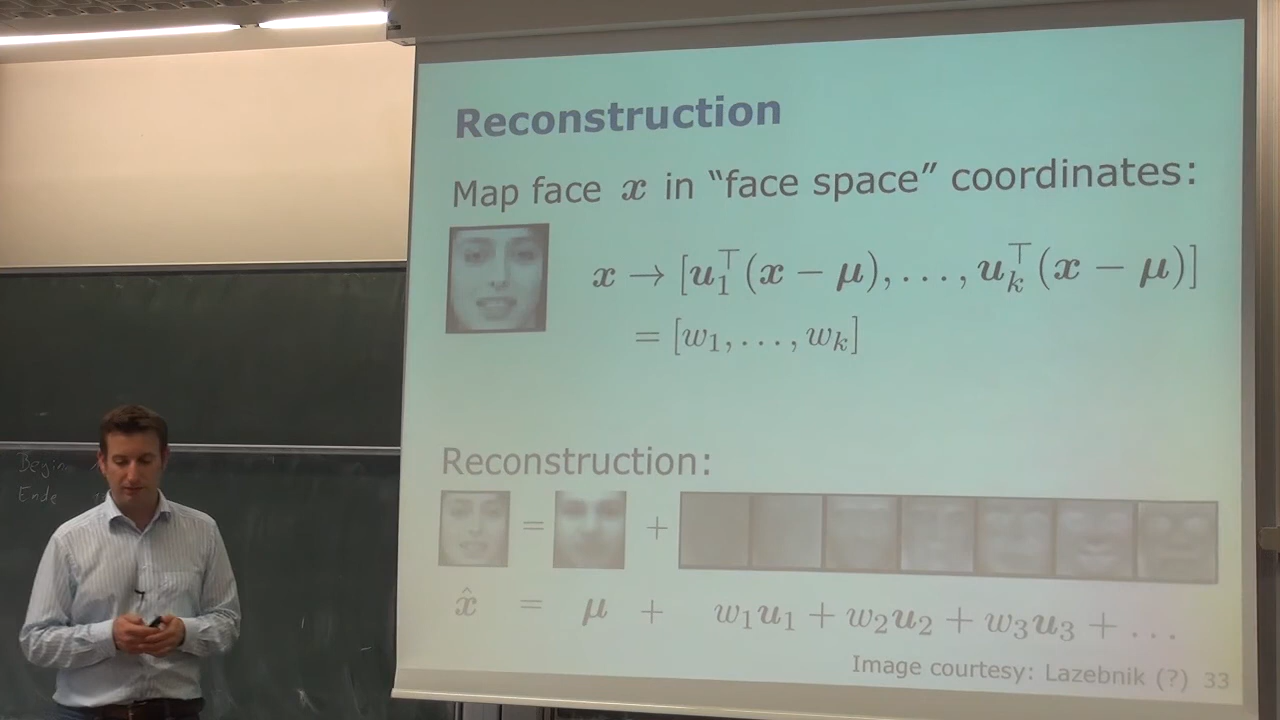 Reconstruction
Map face x in “face space” coordinates:
x → [u₁ᵀ(x − μ), . . . , uₖᵀ(x − μ)]
= [w₁, . . . , wₖ]
Reconstruction:
= +
x̂ = μ + w₁u₁ + w₂u₂ + w₃u₃ + . . .
Image courtesy: Lazebnik (?) 33
Begin
Ende